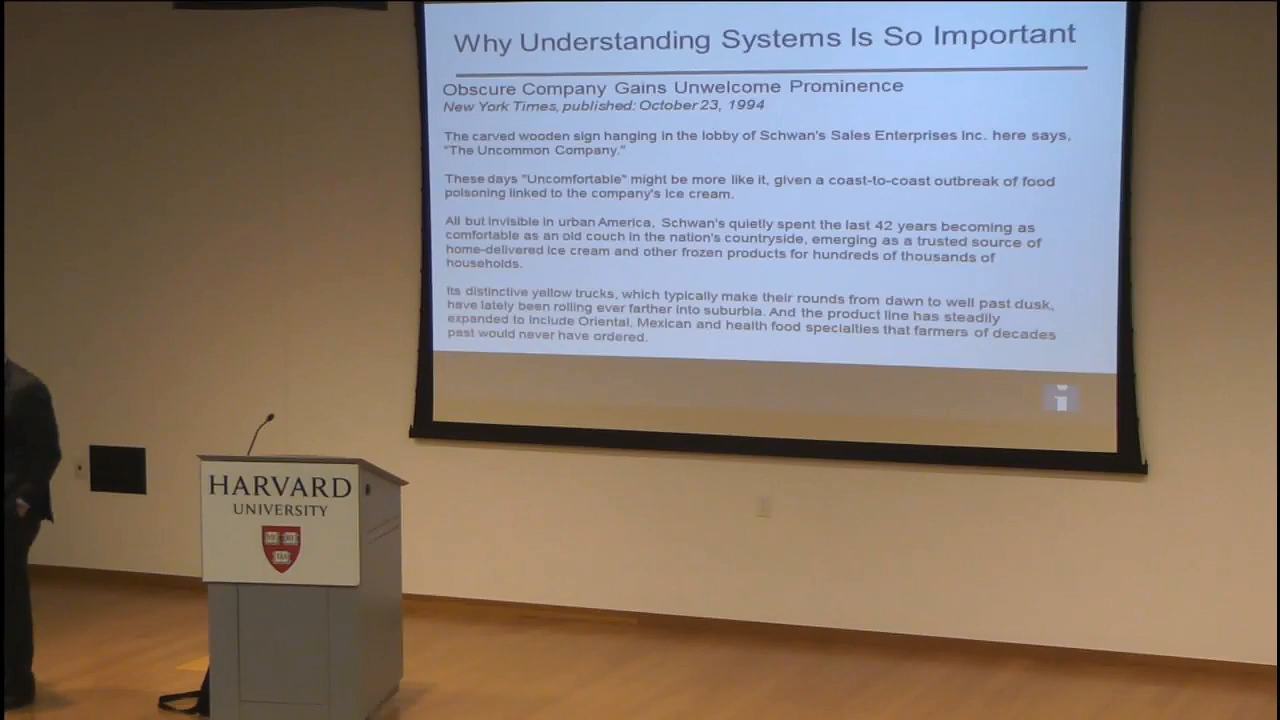 Why Understanding Systems Is So Important
Obscure Company Gains Unwelcome Prominence
New York Times, published: October 23, 1994
The carved wooden sign hanging in the lobby of Schwan's Sales Enterprises Inc. here says,
"The Uncommon Company."
These days "Uncomfortable" might be more like it, given a coast-to-coast outbreak of food
poisoning linked to the company's ice cream.
All but invisible in urban America, Schwan's quietly spent the last 42 years becoming as
comfortable as an old couch in the nation's countryside, emerging as a trusted source of
home-delivered ice cream and other frozen products for hundreds of thousands of
households.
Its distinctive yellow trucks, which typically make their rounds from dawn to well past dusk,
have lately been rolling ever farther into suburbia. And the product line has steadily
expanded to include Oriental, Mexican and health food specialties that farmers of decades
past would never have ordered.
i
HARVARD
UNIVERSITY